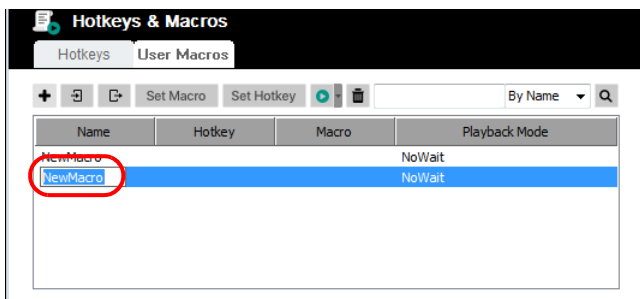 Hotkeys & Macros
Hotkeys User Macros
Set Macro Set Hotkey By Name
Name Hotkey Macro Playback Mode
NewMacro NoWait
NewMacro NoWait